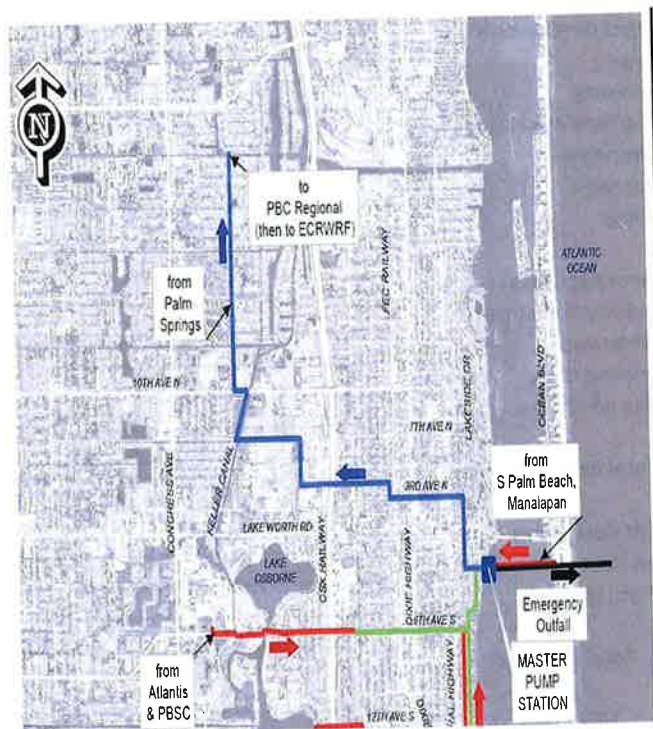 N
to
PBC Regional
(then to ECRWRF)
from
Palm
Springs
FEC RAILWAY
ATLANTIC
OCEAN
10TH AVE N
LAKESIDE DR
OCEAN BLVD
7TH AVE N
from
S Palm Beach,
Manalapan
CONGRESS AVE
KELLER CANAL
3RD AVE N
LAKE WORTH RD
LAKE
OSBORNE
CSX RAILWAY
DIXIE HIGHWAY
6TH AVE S
Emergency
Outfall
from
Atlantis
& PBSC
MASTER
PUMP
STATION
HIGHWAY
12TH AVE S